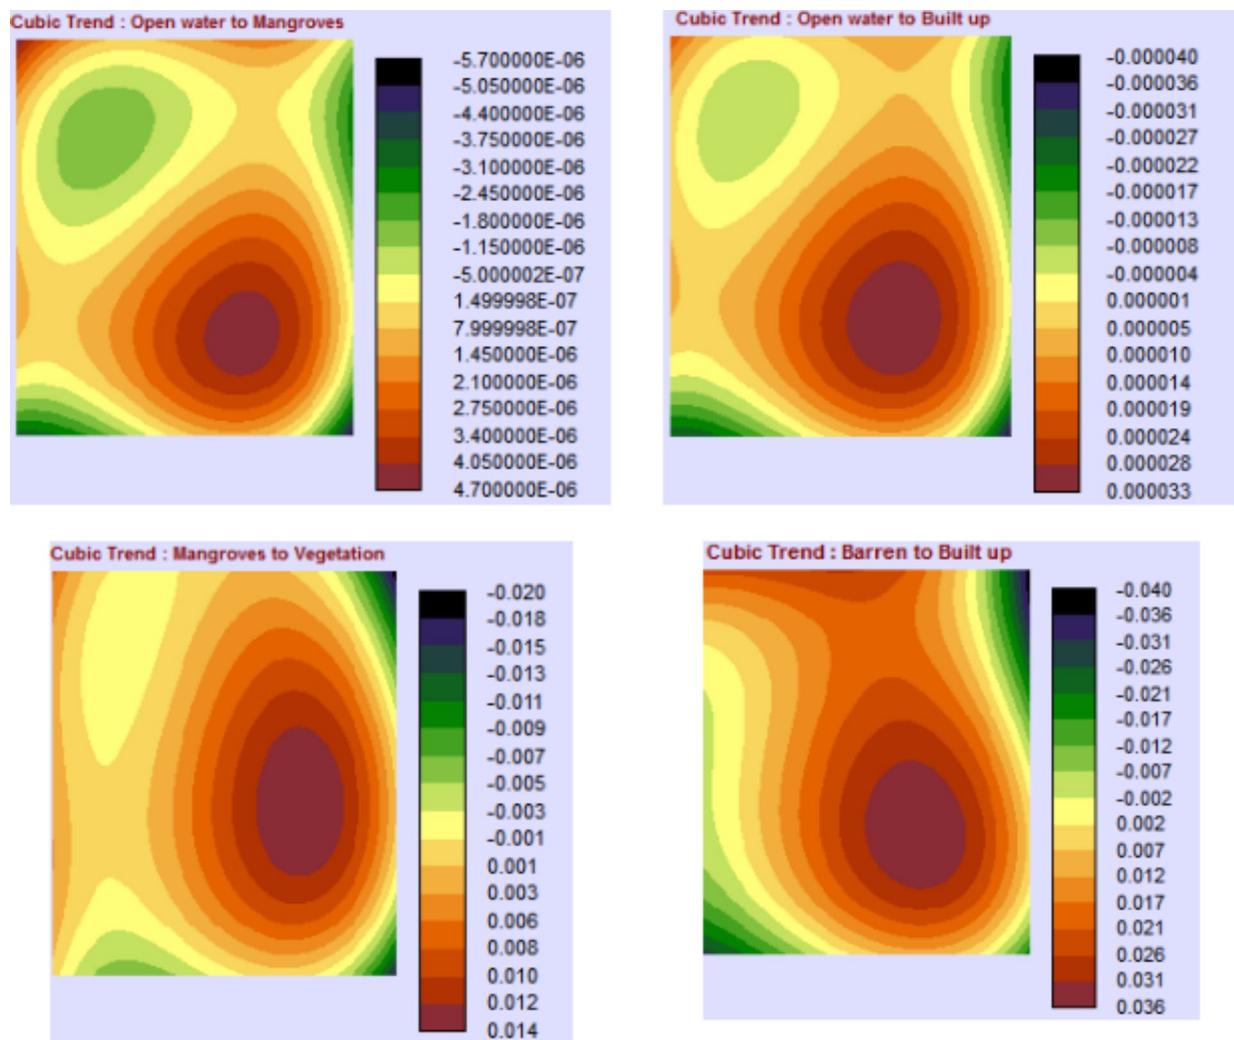 Cubic Trend : Open water to Mangroves
-5.700000E-06
-5.050000E-06
-4.400000E-06
-3.750000E-06
-3.100000E-06
-2.450000E-06
-1.800000E-06
-1.150000E-06
-5.000002E-07
1.499998E-07
7.999998E-07
1.450000E-06
2.100000E-06
2.750000E-06
3.400000E-06
4.050000E-06
4.700000E-06
Cubic Trend : Open water to Built up
-0.000040
-0.000036
-0.000031
-0.000027
-0.000022
-0.000017
-0.000013
-0.000008
-0.000004
0.000001
0.000005
0.000010
0.000014
0.000019
0.000024
0.000028
0.000033
Cubic Trend : Mangroves to Vegetation
-0.020
-0.018
-0.015
-0.013
-0.011
-0.009
-0.007
-0.005
-0.003
-0.001
0.001
0.003
0.006
0.008
0.010
0.012
0.014
Cubic Trend : Barren to Built up
-0.040
-0.036
-0.031
-0.026
-0.021
-0.017
-0.012
-0.007
-0.002
0.002
0.007
0.012
0.017
0.021
0.026
0.031
0.036